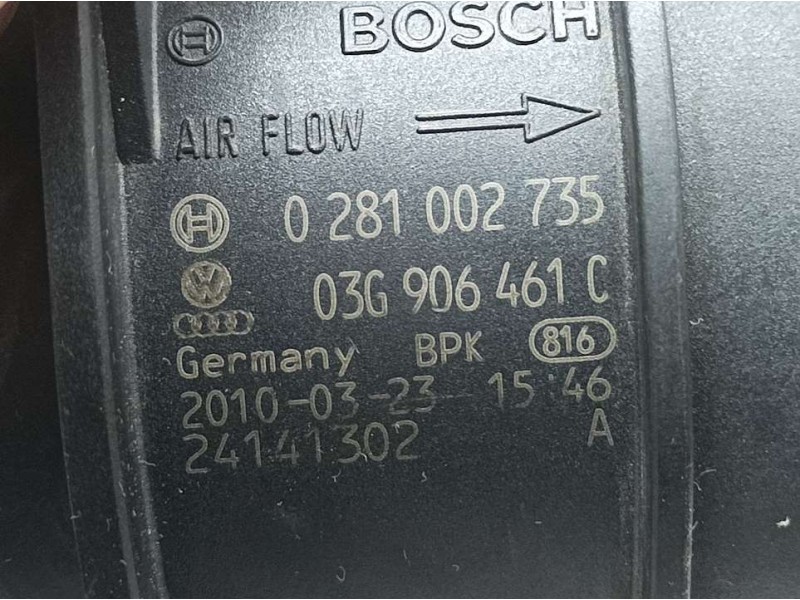 BOSCH
AIR FLOW
0 281 002 735
03G 906 461 C
Germany BPK 816
2010-03-23 15:46
24141302 A